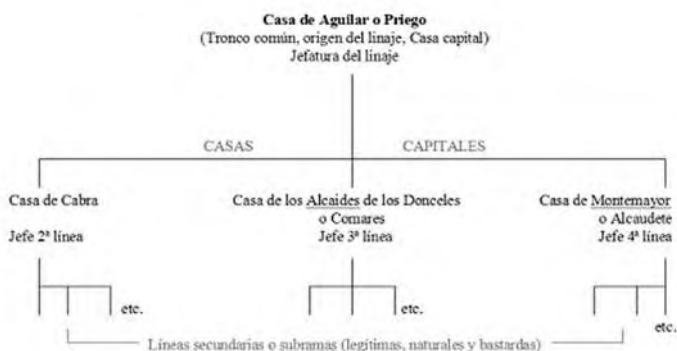 Casa de Aguilar o Priego
(Tronco común, origen del linaje, Casa capital)
Jefatura del linaje
CASAS CAPITALES
Casa de Cabra
Jefe 2ª línea
Casa de los Alcaides de los Donceles
o Comares
Jefe 3ª línea
Casa de Montemayor
o Alcaudete
Jefe 4ª línea
etc.
etc.
etc.
Líneas secundarias o subramas (legítimas, naturales y bastardas)